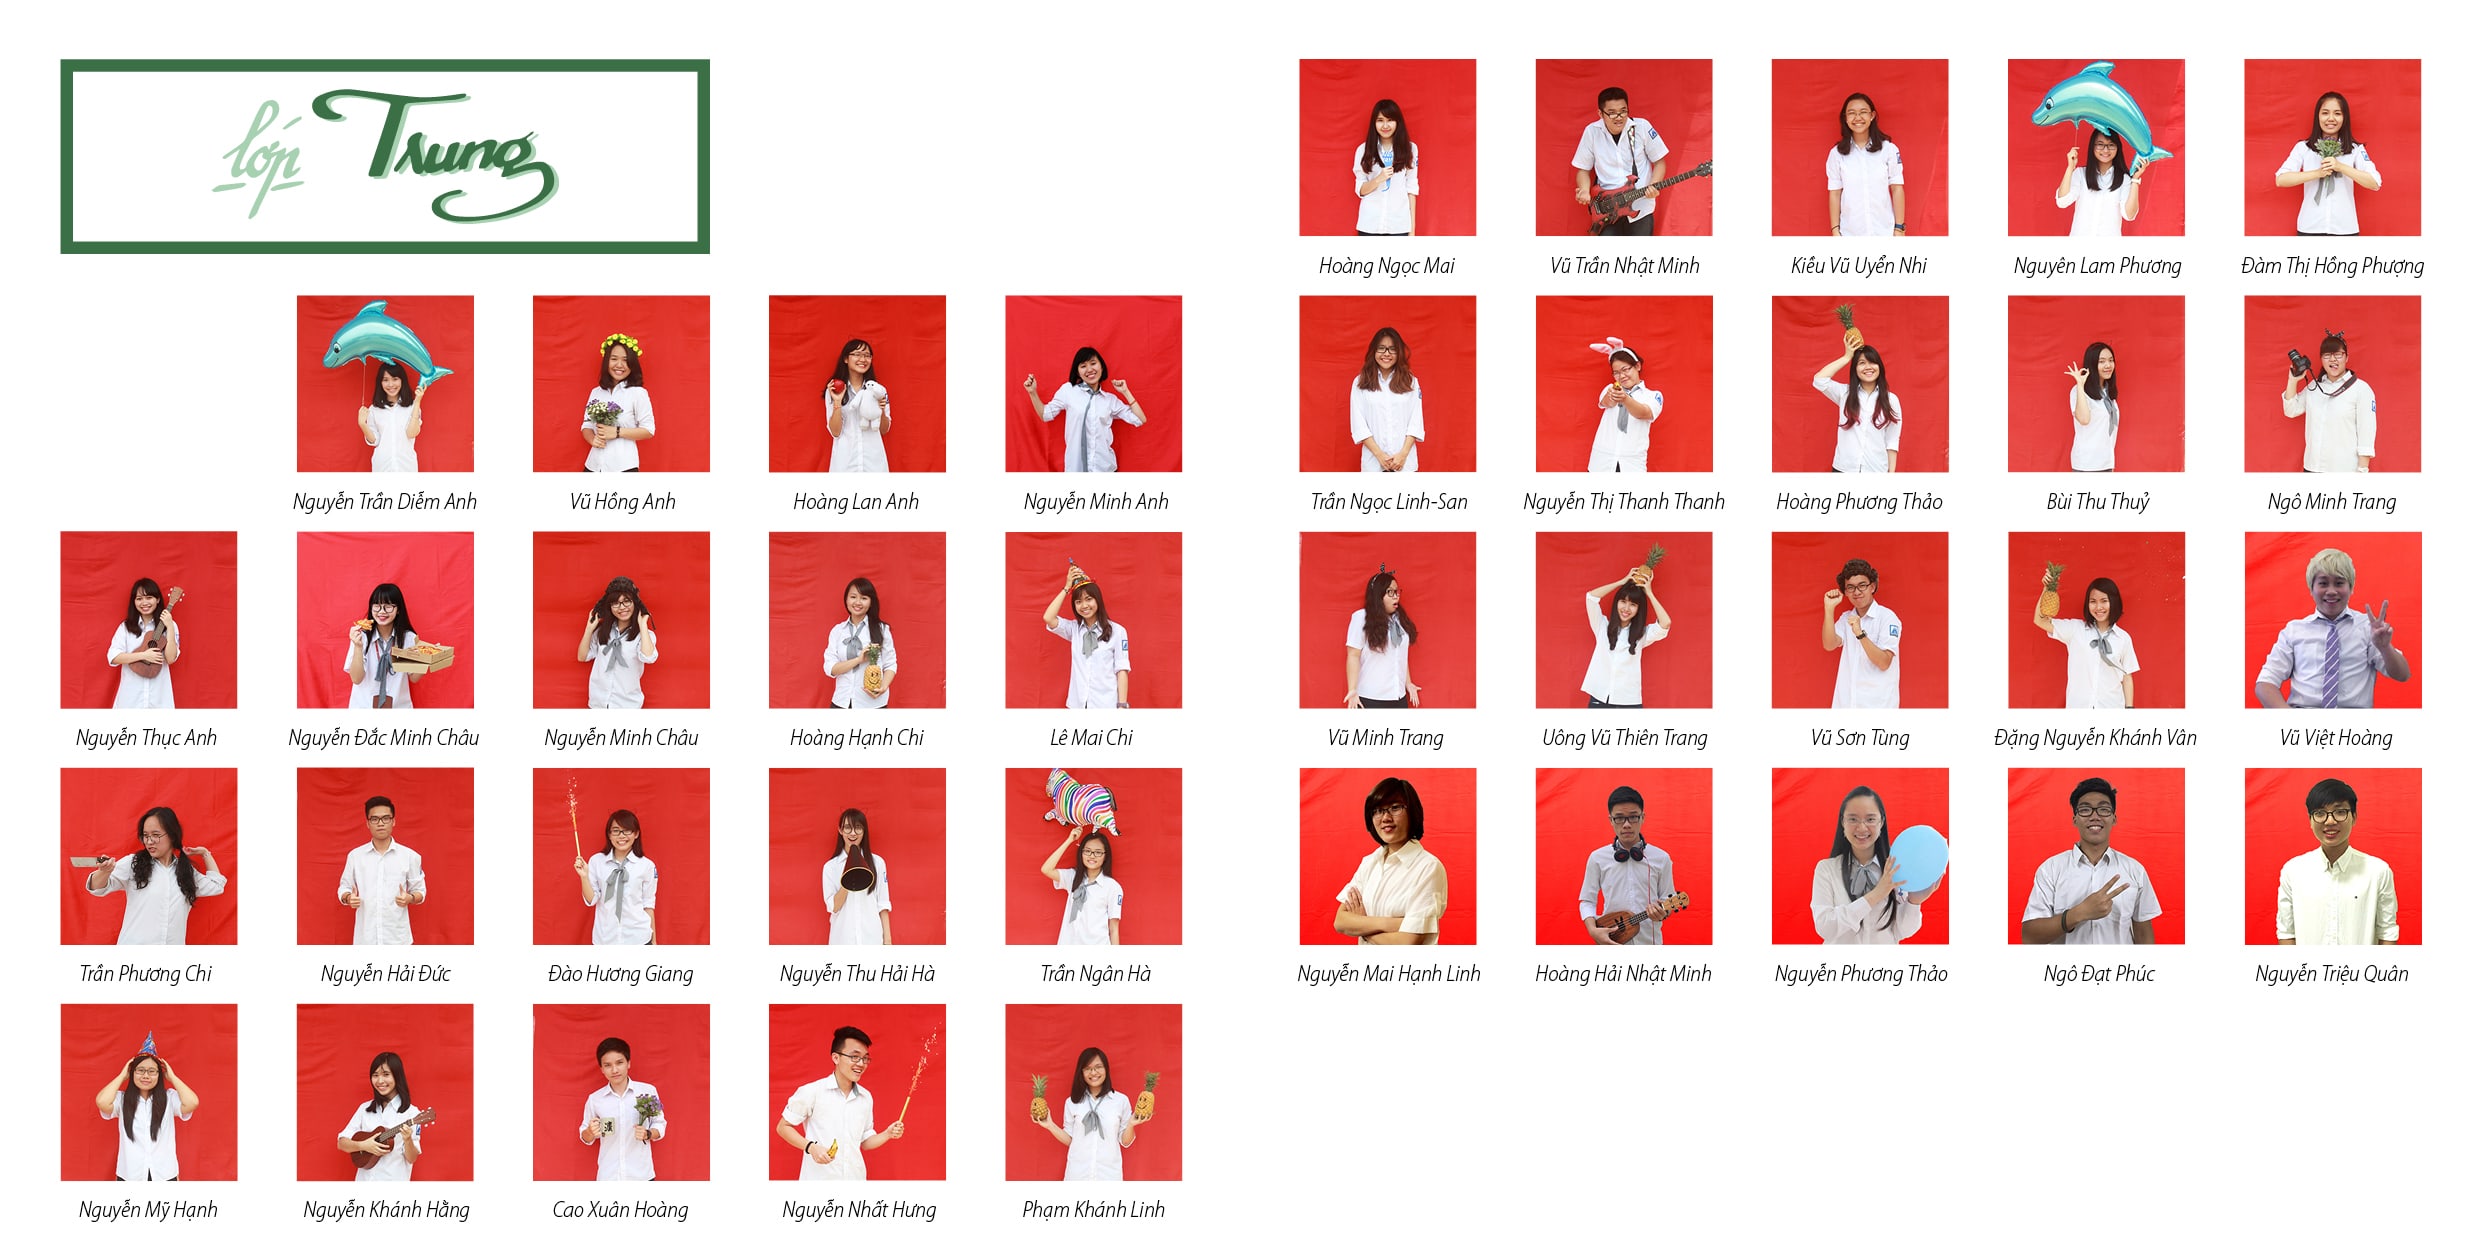 lớp Trung
Nguyễn Trần Diễm Anh
Vũ Hồng Anh
Hoàng Lan Anh
Nguyễn Minh Anh
Nguyễn Thục Anh
Nguyễn Đắc Minh Châu
Nguyễn Minh Châu
Hoàng Hạnh Chi
Lê Mai Chi
Trần Phương Chi
Nguyễn Hải Đức
Đào Hương Giang
Nguyễn Thu Hải Hà
Trần Ngân Hà
Nguyễn Mỹ Hạnh
Nguyễn Khánh Hằng
Cao Xuân Hoàng
Nguyễn Nhất Hưng
Phạm Khánh Linh
Hoàng Ngọc Mai
Vũ Trần Nhật Minh
Kiều Vũ Uyển Nhi
Nguyên Lam Phương
Đàm Thị Hồng Phượng
Trần Ngọc Linh-San
Nguyễn Thị Thanh Thanh
Hoàng Phương Thảo
Bùi Thu Thuỷ
Ngô Minh Trang
Vũ Minh Trang
Uông Vũ Thiên Trang
Vũ Sơn Tùng
Đặng Nguyễn Khánh Vân
Vũ Việt Hoàng
Nguyễn Mai Hạnh Linh
Hoàng Hải Nhật Minh
Nguyễn Phương Thảo
Ngô Đạt Phúc
Nguyễn Triệu Quân